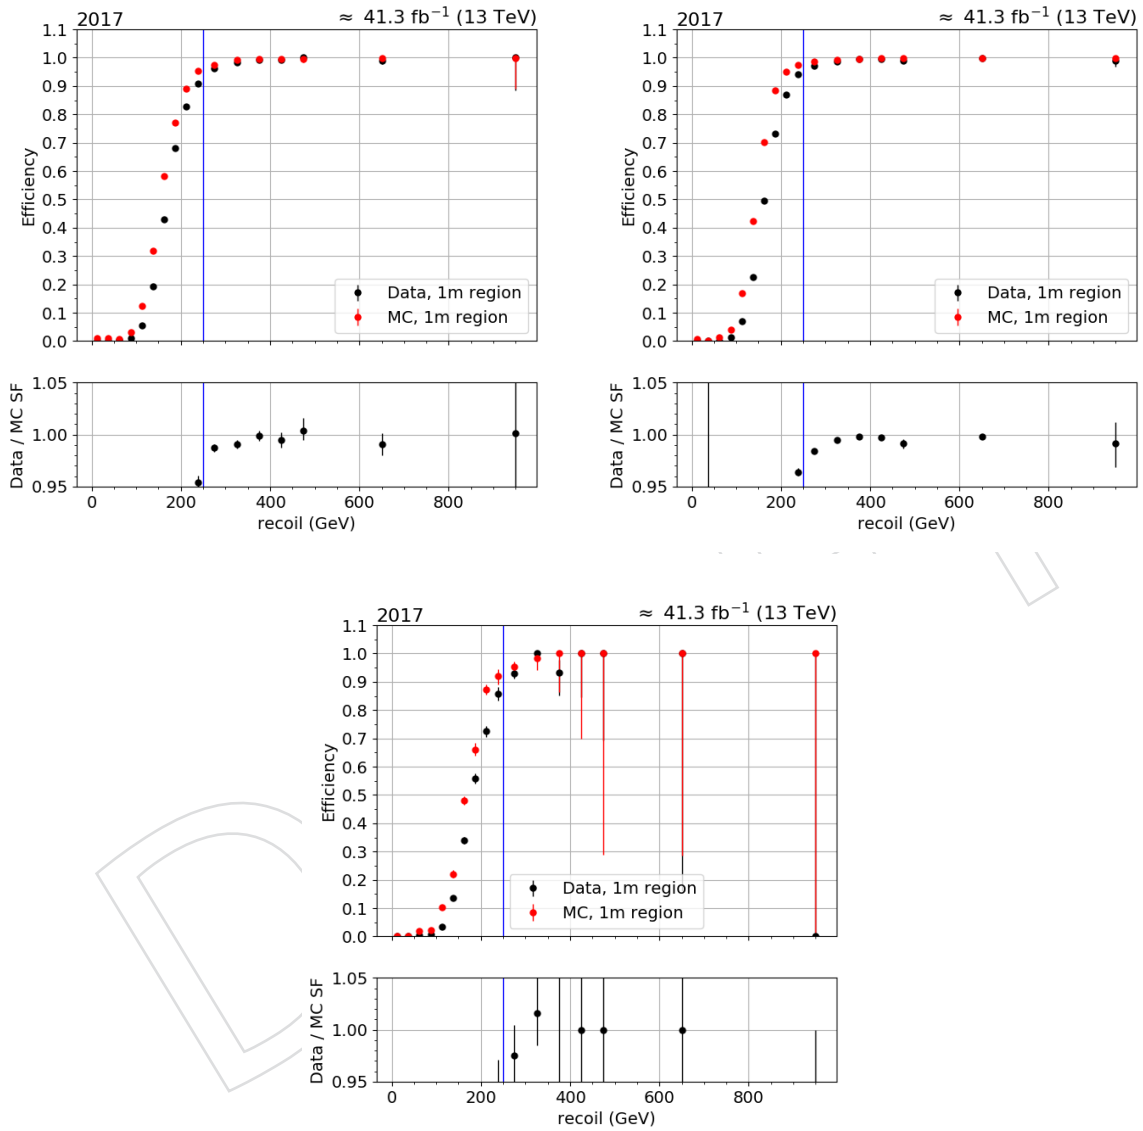 2017 ≈ 41.3 fb⁻¹ (13 TeV)
1.1
1.0
0.9
0.8
0.7
0.6
0.5
0.4
0.3
0.2
0.1
0.0
Efficiency
Data, 1m region
MC, 1m region
1.05
1.00
0.95
Data / MC SF
0 200 400 600 800
recoil (GeV)
2017 ≈ 41.3 fb⁻¹ (13 TeV)
1.1
1.0
0.9
0.8
0.7
0.6
0.5
0.4
0.3
0.2
0.1
0.0
Efficiency
Data, 1m region
MC, 1m region
1.05
1.00
0.95
Data / MC SF
0 200 400 600 800
recoil (GeV)
2017 ≈ 41.3 fb⁻¹ (13 TeV)
1.1
1.0
0.9
0.8
0.7
0.6
0.5
0.4
0.3
0.2
0.1
0.0
Efficiency
Data, 1m region
MC, 1m region
1.05
1.00
0.95
Data / MC SF
0 200 400 600 800
recoil (GeV)